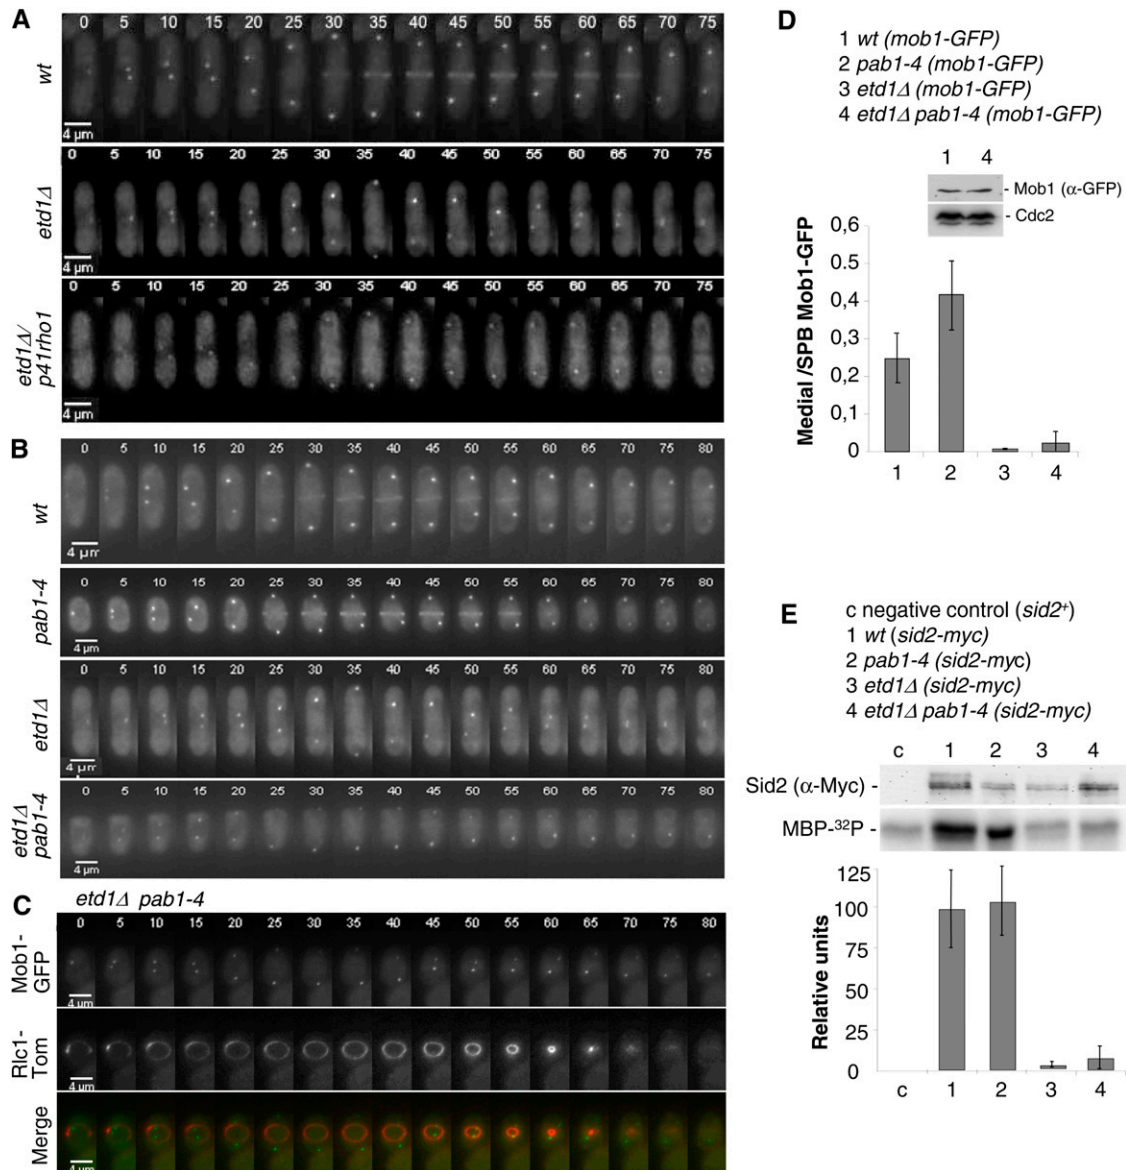 A
wt
0 5 10 15 20 25 30 35 40 45 50 55 60 65 70 75
4 µm
etd1Δ
0 5 10 15 20 25 30 35 40 45 50 55 60 65 70 75
4 µm
etd1Δ/
p41rho1
0 5 10 15 20 25 30 35 40 45 50 55 60 65 70 75
4 µm
B
wt
0 5 10 15 20 25 30 35 40 45 50 55 60 65 70 75 80
4 µm
pab1-4
0 5 10 15 20 25 30 35 40 45 50 55 60 65 70 75 80
4 µm
etd1Δ
0 5 10 15 20 25 30 35 40 45 50 55 60 65 70 75 80
4 µm
etd1Δ
pab1-4
0 5 10 15 20 25 30 35 40 45 50 55 60 65 70 75 80
4 µm
C
etd1Δ pab1-4
0 5 10 15 20 25 30 35 40 45 50 55 60 65 70 75 80
Mob1-
GFP
4 µm
Rlc1-
Tom
4 µm
Merge
4 µm
D
1 wt (mob1-GFP)
2 pab1-4 (mob1-GFP)
3 etd1Δ (mob1-GFP)
4 etd1Δ pab1-4 (mob1-GFP)
1 4
- Mob1 (α-GFP)
- Cdc2
Medial /SPB Mob1-GFP
0,6
0,5
0,4
0,3
0,2
0,1
0
1 2 3 4
E
c negative control (sid2⁺)
1 wt (sid2-myc)
2 pab1-4 (sid2-myc)
3 etd1Δ (sid2-myc)
4 etd1Δ pab1-4 (sid2-myc)
c 1 2 3 4
Sid2 (α-Myc) -
MBP-³²P -
Relative units
125
100
75
50
25
0
c 1 2 3 4